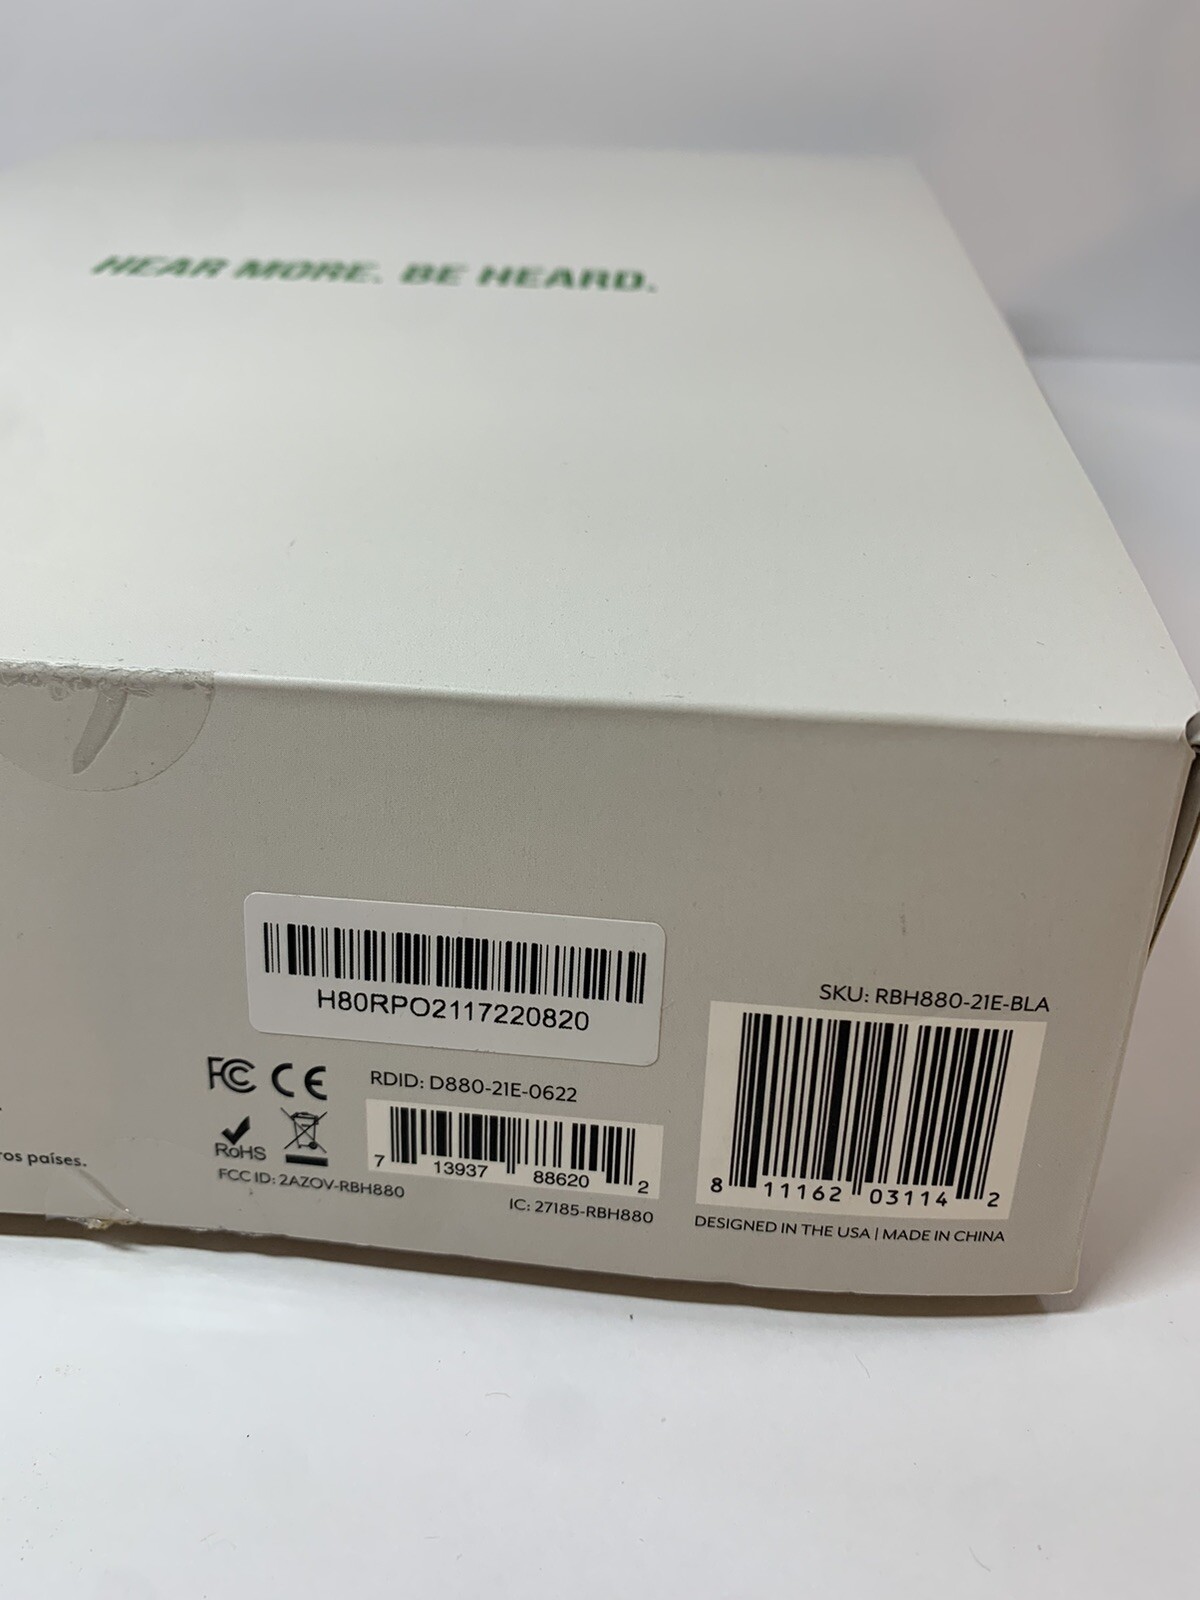 HEAR MORE. BE HEARD.
H80RPO2117220820
SKU: RBH880-21E-BLA
FC CE
RDID: D880-21E-0622
RoHS
7 13937 88620 2
8 11162 03114 2
ros países.
FCC ID: 2AZOV-RBH880
IC: 27185-RBH880
DESIGNED IN THE USA | MADE IN CHINA